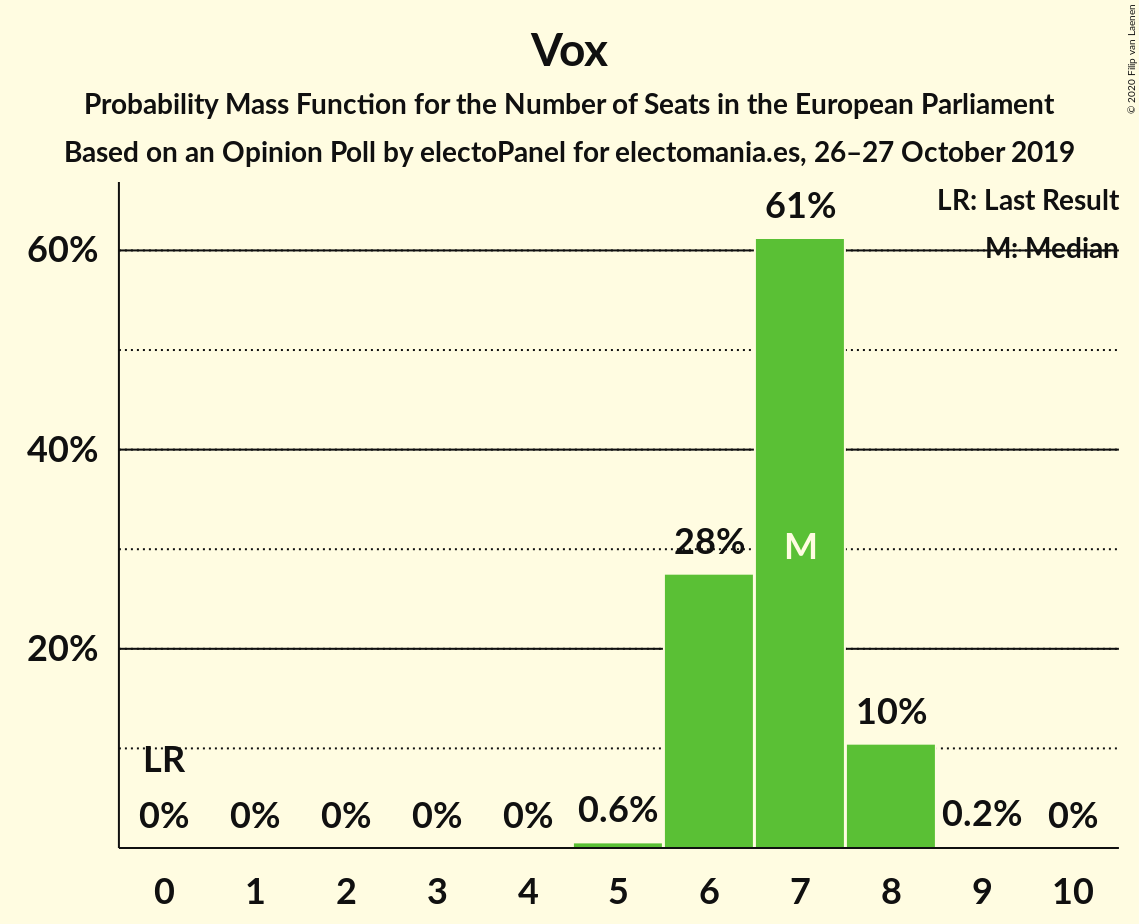 Vox
Probability Mass Function for the Number of Seats in the European Parliament
Based on an Opinion Poll by electoPanel for electomania.es, 26–27 October 2019
© 2020 Filip van Laenen
LR: Last Result
M: Median
60%
40%
20%
61%
28%
M
10%
LR
0%
0%
0%
0%
0%
0.6%
0.2%
0%
0 1 2 3 4 5 6 7 8 9 10